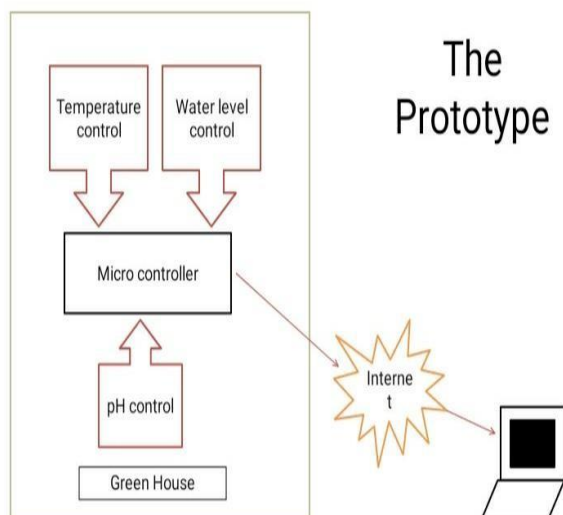 The
Prototype
Temperature
control
Water level
control
Micro controller
pH control
Green House
Interne
t